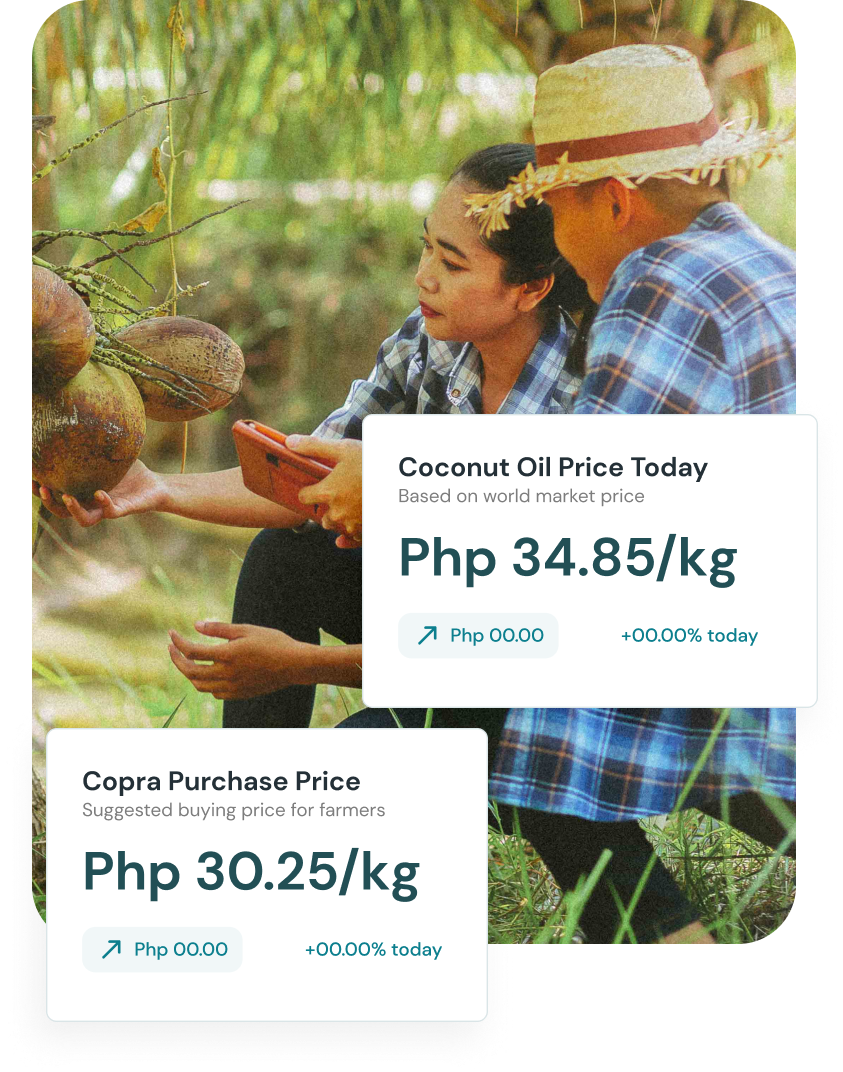 Coconut Oil Price Today
Based on world market price
Php 34.85/kg
Php 00.00
+00.00% today
Copra Purchase Price
Suggested buying price for farmers
Php 30.25/kg
Php 00.00
+00.00% today